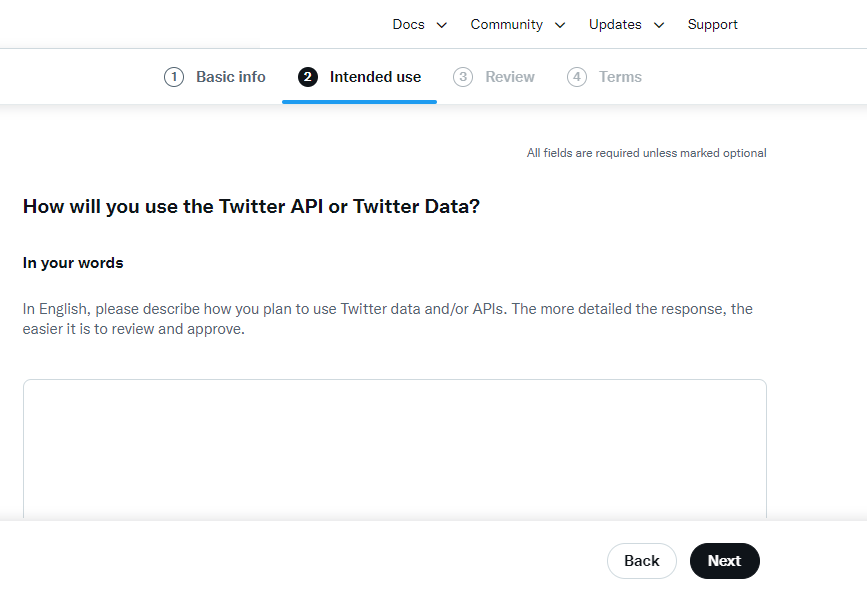 Docs Community Updates Support
1 Basic info 2 Intended use 3 Review 4 Terms
All fields are required unless marked optional
How will you use the Twitter API or Twitter Data?
In your words
In English, please describe how you plan to use Twitter data and/or APIs. The more detailed the response, the
easier it is to review and approve.
Back Next